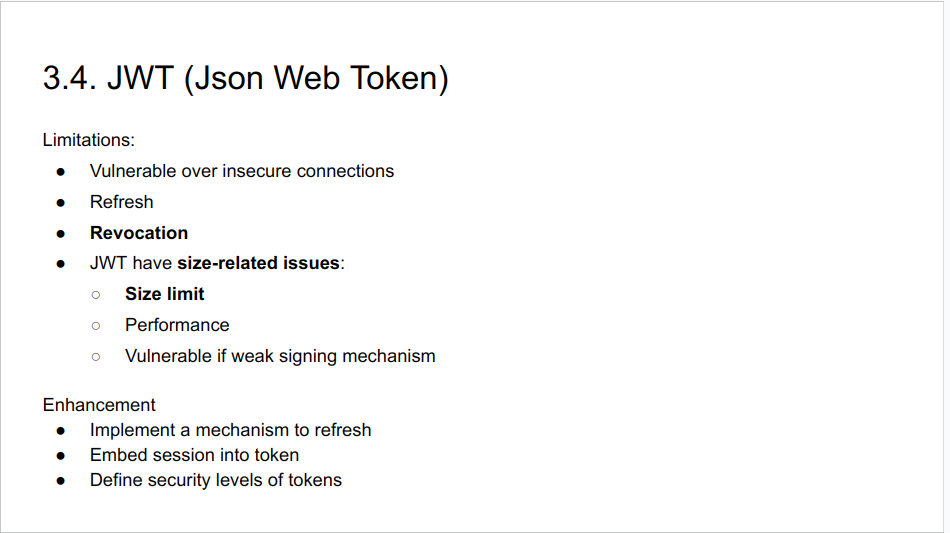 3.4. JWT (Json Web Token)
Limitations:
● Vulnerable over insecure connections
● Refresh
● Revocation
● JWT have size-related issues:
○ Size limit
○ Performance
○ Vulnerable if weak signing mechanism
Enhancement
● Implement a mechanism to refresh
● Embed session into token
● Define security levels of tokens